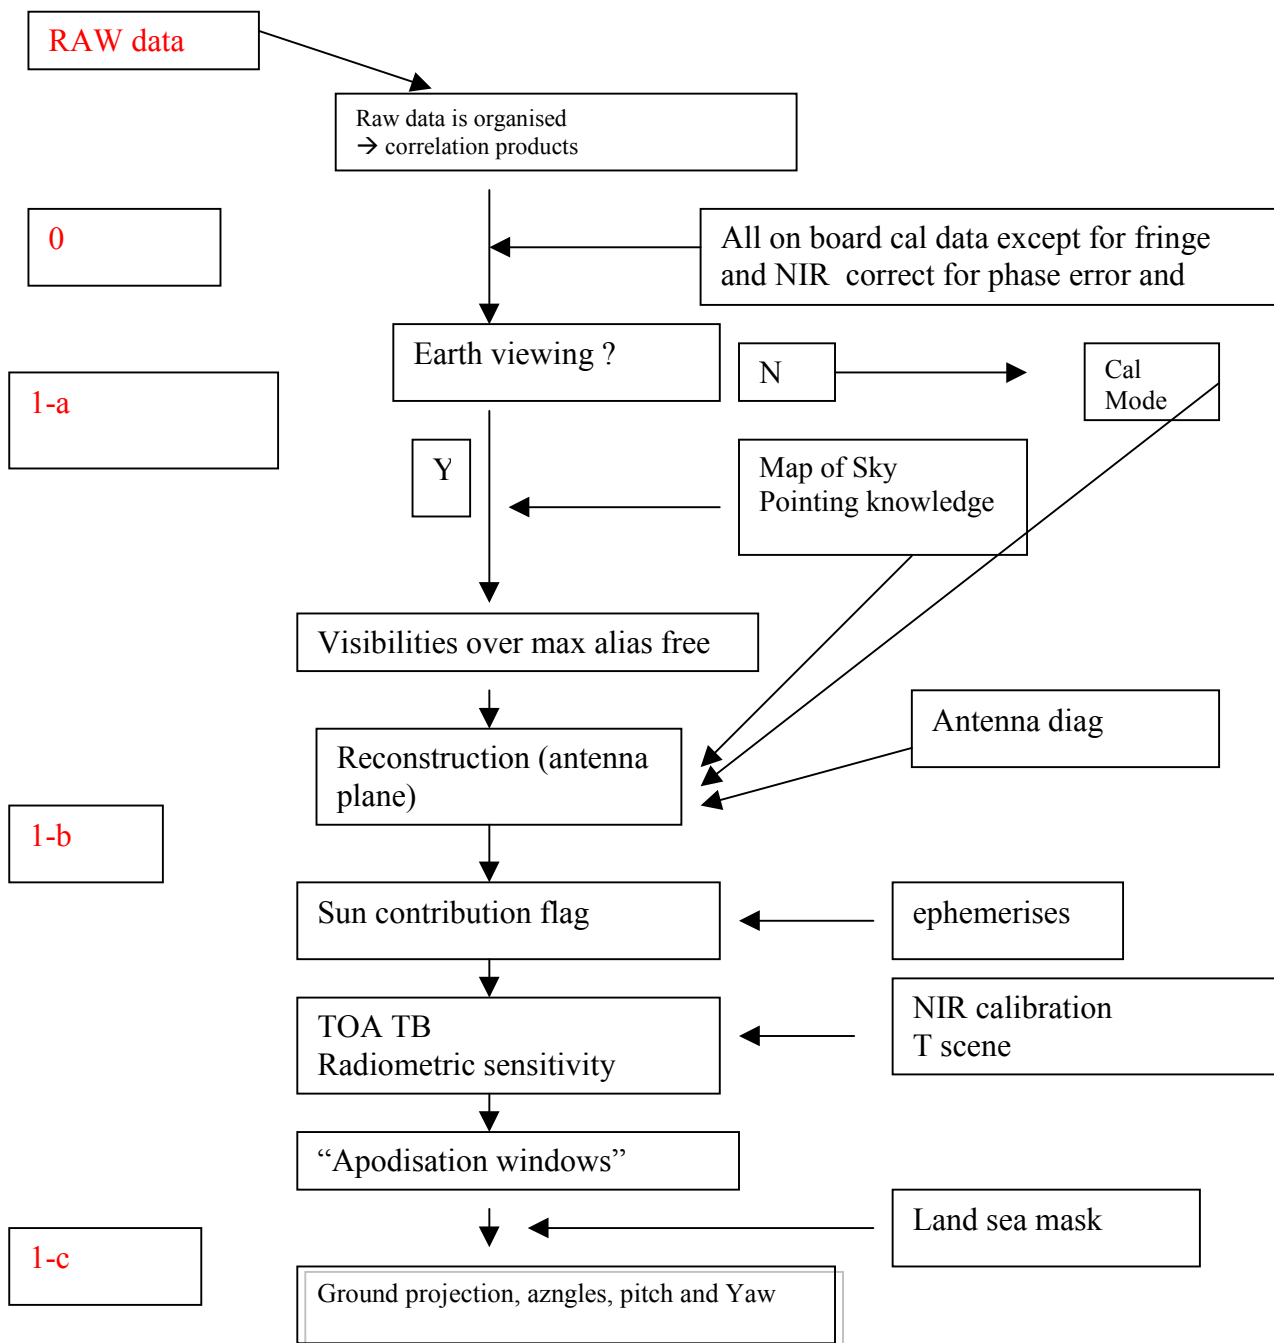 RAW data
Raw data is organised
→ correlation products
0
All on board cal data except for fringe
and NIR correct for phase error and
Earth viewing ?
N
Cal
Mode
1-a
Y
Map of Sky
Pointing knowledge
Visibilities over max alias free
Antenna diag
Reconstruction (antenna
plane)
1-b
Sun contribution flag
ephemerises
TOA TB
Radiometric sensitivity
NIR calibration
T scene
“Apodisation windows”
Land sea mask
1-c
Ground projection, azngles, pitch and Yaw